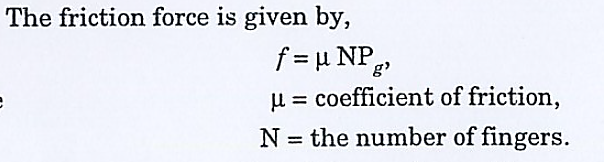 The friction force is given by,
f = μ NP_g,
μ = coefficient of friction,
N = the number of fingers.